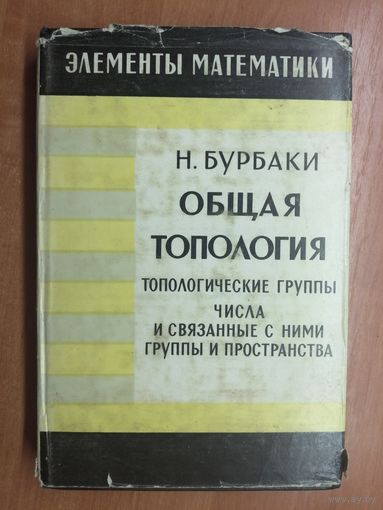 ЭЛЕМЕНТЫ МАТЕМАТИКИ
Н. БУРБАКИ
ОБЩАЯ
ТОПОЛОГИЯ
ТОПОЛОГИЧЕСКИЕ ГРУППЫ
ЧИСЛА
И СВЯЗАННЫЕ С НИМИ
ГРУППЫ И ПРОСТРАНСТВА